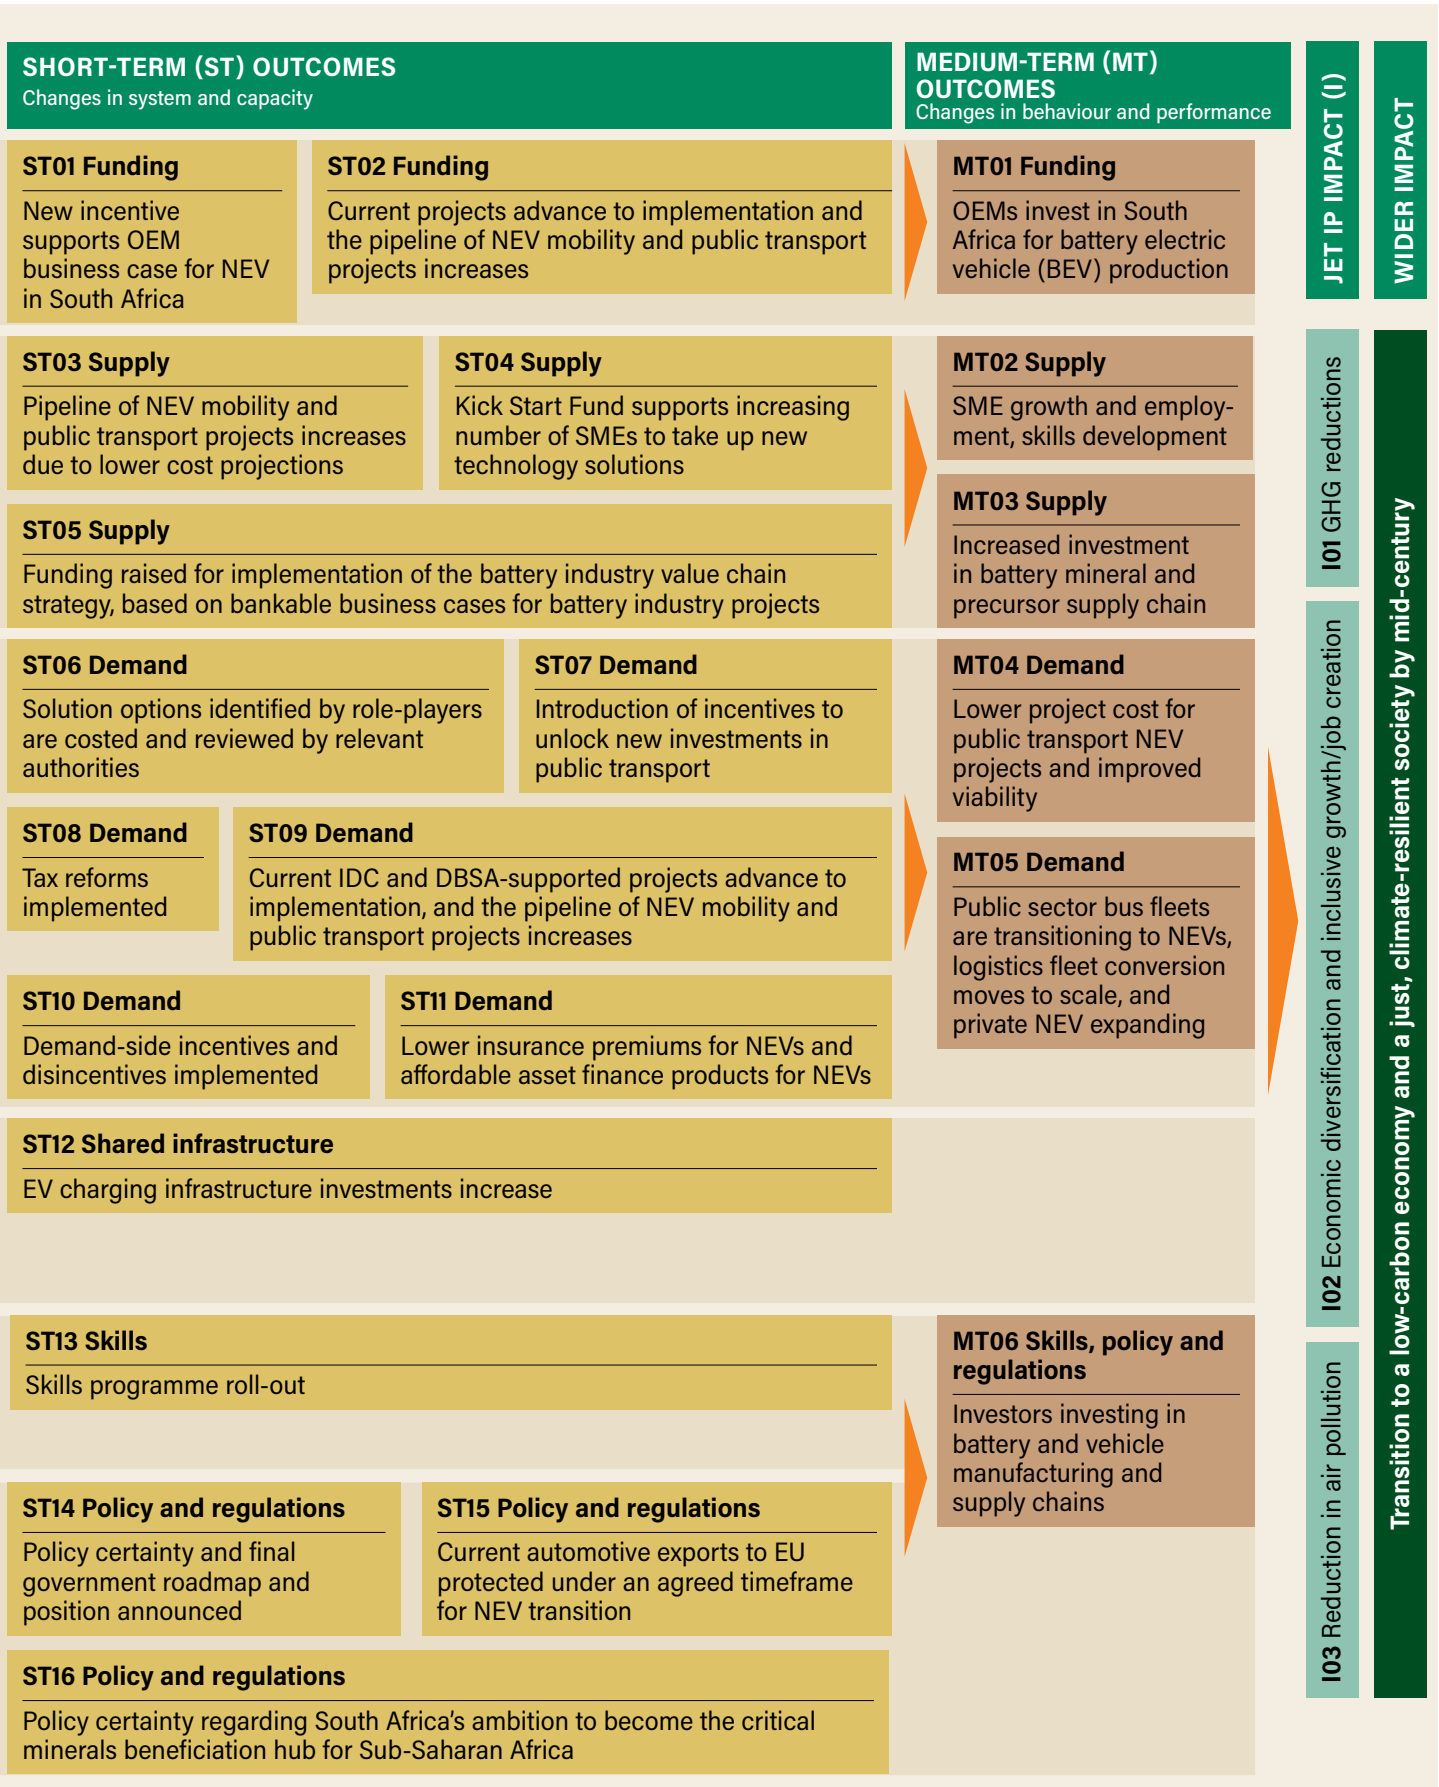 SHORT-TERM (ST) OUTCOMES
Changes in system and capacity
MEDIUM-TERM (MT)
OUTCOMES
Changes in behaviour and performance
JET IP IMPACT (I)
WIDER IMPACT
ST01 Funding
New incentive
supports OEM
business case for NEV
in South Africa
ST02 Funding
Current projects advance to implementation and
the pipeline of NEV mobility and public transport
projects increases
MT01 Funding
OEMs invest in South
Africa for battery electric
vehicle (BEV) production
ST03 Supply
Pipeline of NEV mobility and
public transport projects increases
due to lower cost projections
ST04 Supply
Kick Start Fund supports increasing
number of SMEs to take up new
technology solutions
ST05 Supply
Funding raised for implementation of the battery industry value chain
strategy, based on bankable business cases for battery industry projects
MT02 Supply
SME growth and employ-
ment, skills development
MT03 Supply
Increased investment
in battery mineral and
precursor supply chain
ST06 Demand
Solution options identified by role-players
are costed and reviewed by relevant
authorities
ST07 Demand
Introduction of incentives to
unlock new investments in
public transport
ST08 Demand
Tax reforms
implemented
ST09 Demand
Current IDC and DBSA-supported projects advance to
implementation, and the pipeline of NEV mobility and
public transport projects increases
ST10 Demand
Demand-side incentives and
disincentives implemented
ST11 Demand
Lower insurance premiums for NEVs and
affordable asset finance products for NEVs
MT04 Demand
Lower project cost for
public transport NEV
projects and improved
viability
MT05 Demand
Public sector bus fleets
are transitioning to NEVs,
logistics fleet conversion
moves to scale, and
private NEV expanding
ST12 Shared infrastructure
EV charging infrastructure investments increase
ST13 Skills
Skills programme roll-out
ST14 Policy and regulations
Policy certainty and final
government roadmap and
position announced
ST15 Policy and regulations
Current automotive exports to EU
protected under an agreed timeframe
for NEV transition
ST16 Policy and regulations
Policy certainty regarding South Africa's ambition to become the critical
minerals beneficiation hub for Sub-Saharan Africa
MT06 Skills, policy and
regulations
Investors investing in
battery and vehicle
manufacturing and
supply chains
I01 GHG reductions
I02 Economic diversification and inclusive growth/job creation
I03 Reduction in air pollution
Transition to a low-carbon economy and a just, climate-resilient society by mid-century